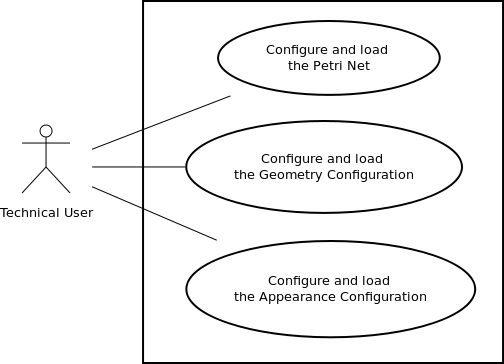 Configure and load
the Petri Net
Configure and load
the Geometry Configuration
Technical User
Configure and load
the Appearance Configuration